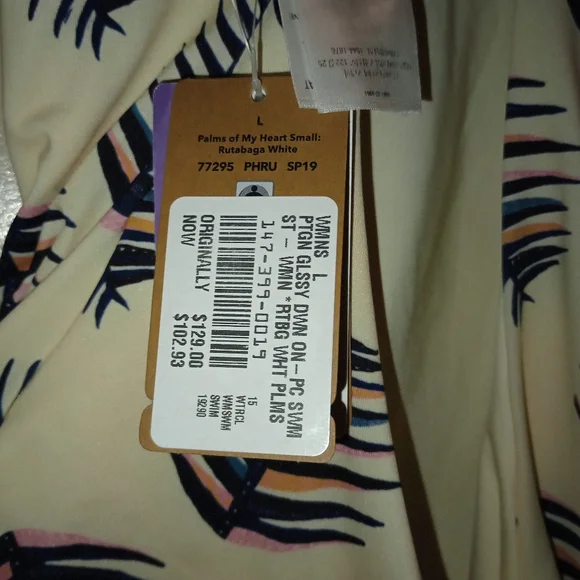 L
Palms of My Heart Small:
Rutabaga White
77295 PHRU SP19
WMNS L
PTGN GLSSY DWN ON-PC SWM
ST - WMN *RTBG WHT PLMS
147-399-0019
ORIGINALLY $129.00
NOW $102.93
15
WTRCL
WMSWM
SWIM
19290